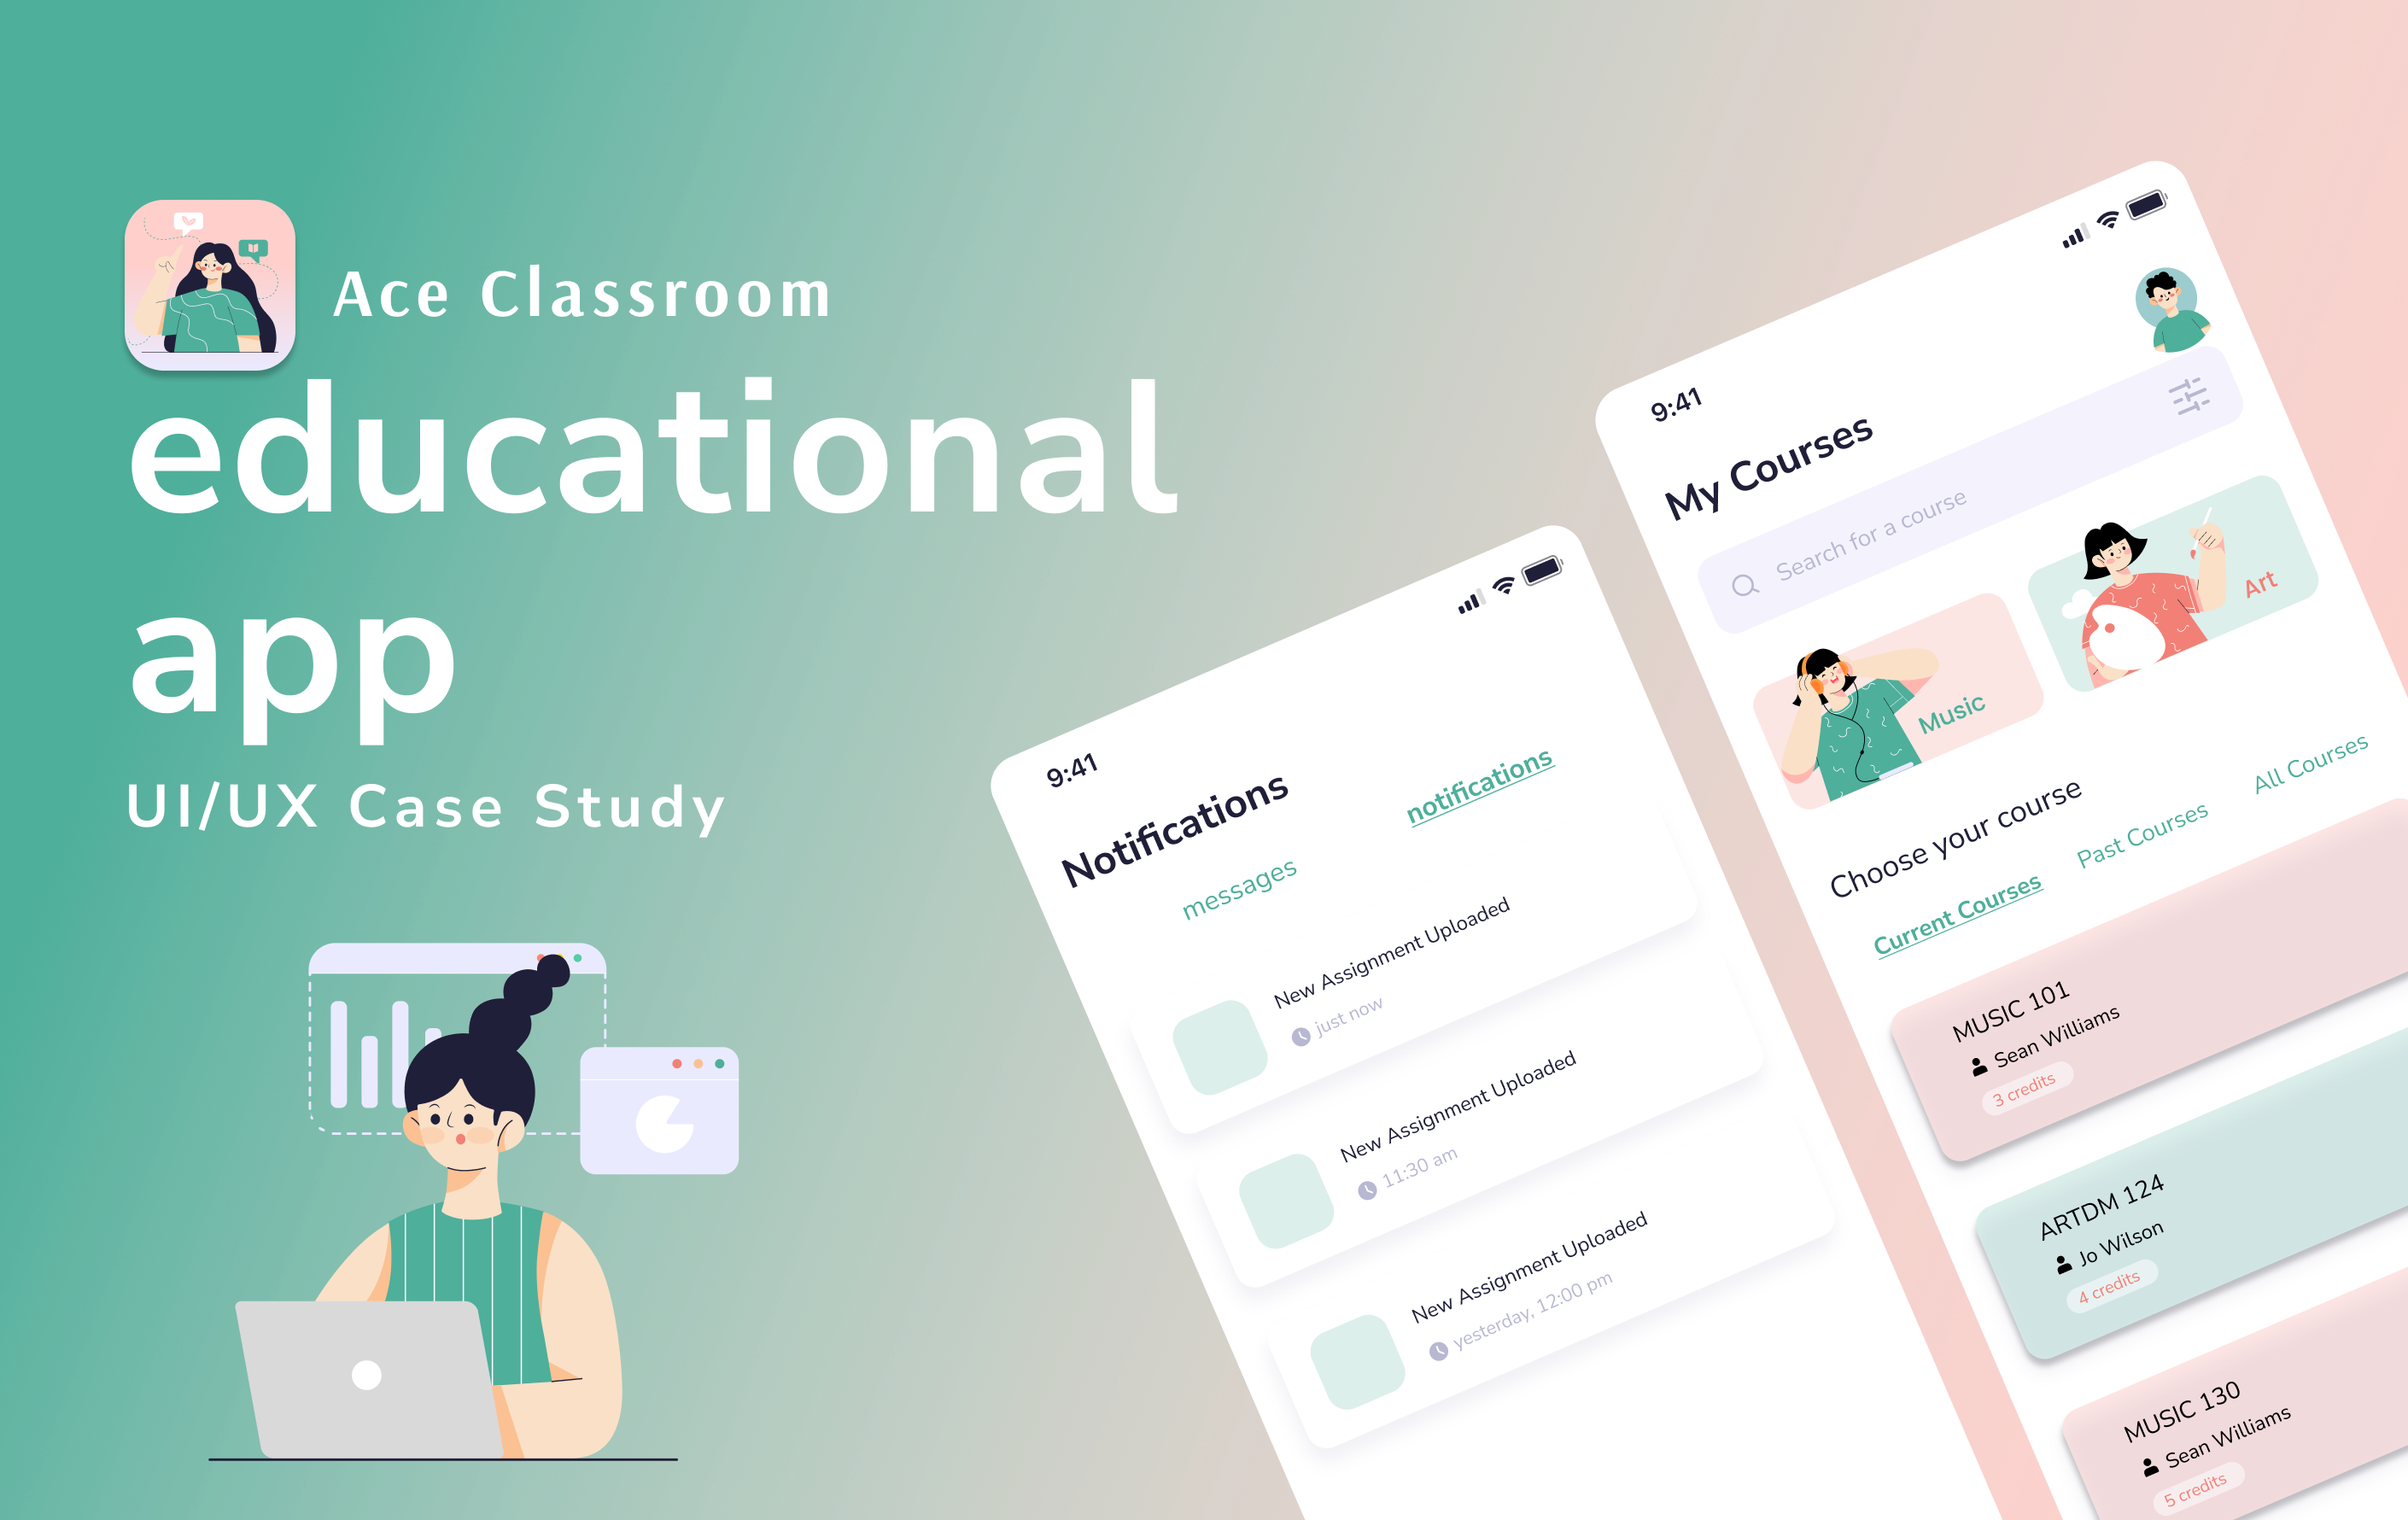 Ace Classroom
educational
app
UI/UX Case Study
9:41
Notifications
messages
notifications
New Assignment Uploaded
just now
New Assignment Uploaded
11:30 am
New Assignment Uploaded
yesterday, 12:00 pm
9:41
My Courses
Search for a course
Music
Art
Choose your course
Current Courses
Past Courses
All Courses
MUSIC 101
Sean Williams
3 credits
ARTDM 124
Jo Wilson
4 credits
MUSIC 130
Sean Williams
5 credits